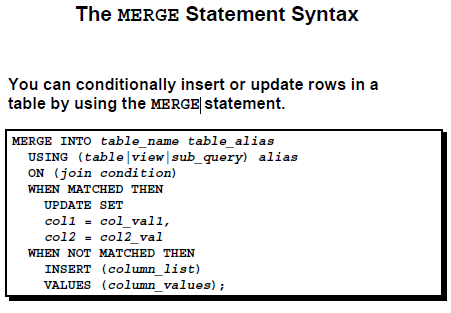 The MERGE Statement Syntax
You can conditionally insert or update rows in a
table by using the MERGE statement.
MERGE INTO table_name table_alias
USING (table|view|sub_query) alias
ON (join condition)
WHEN MATCHED THEN
UPDATE SET
col1 = col_val1,
col2 = col2_val
WHEN NOT MATCHED THEN
INSERT (column_list)
VALUES (column_values);